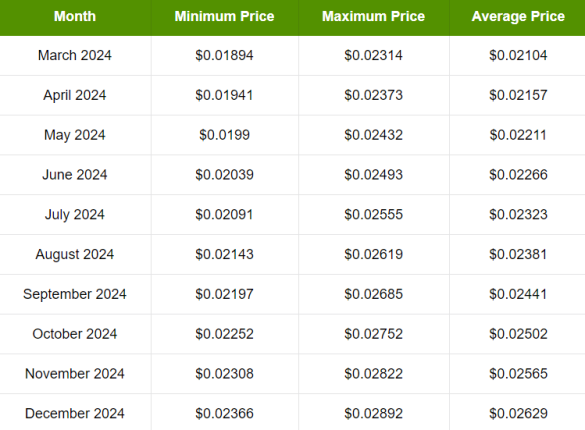 Month Minimum Price Maximum Price Average Price
March 2024 $0.01894 $0.02314 $0.02104
April 2024 $0.01941 $0.02373 $0.02157
May 2024 $0.0199 $0.02432 $0.02211
June 2024 $0.02039 $0.02493 $0.02266
July 2024 $0.02091 $0.02555 $0.02323
August 2024 $0.02143 $0.02619 $0.02381
September 2024 $0.02197 $0.02685 $0.02441
October 2024 $0.02252 $0.02752 $0.02502
November 2024 $0.02308 $0.02822 $0.02565
December 2024 $0.02366 $0.02892 $0.02629